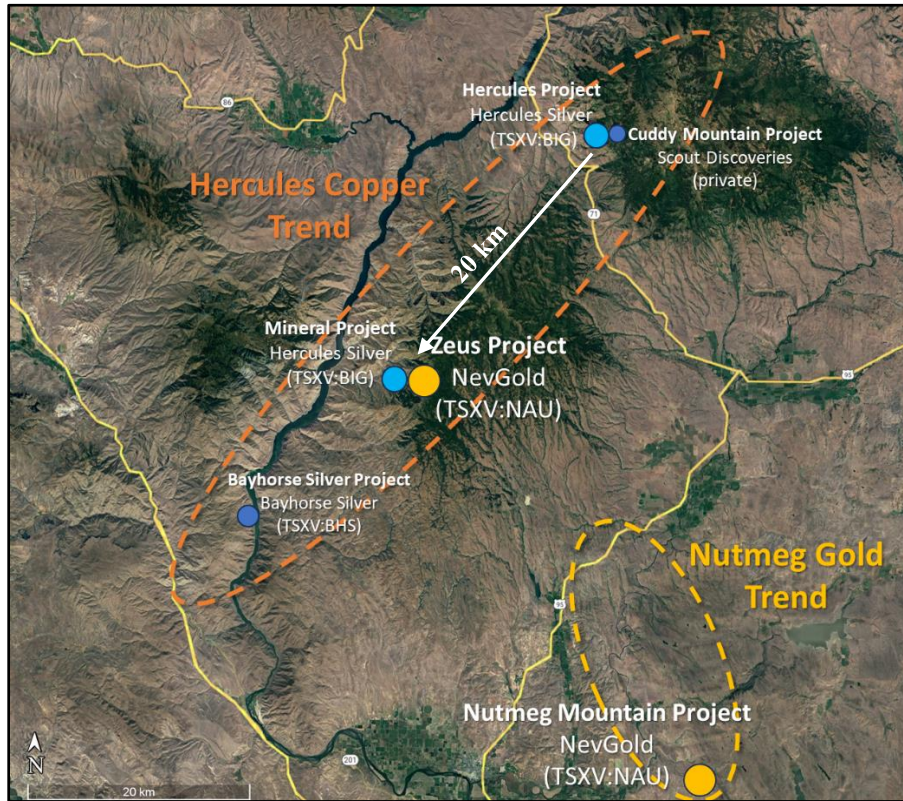 Hercules Project
Hercules Silver
(TSXV:BIG)
Cuddy Mountain Project
Scout Discoveries
(private)
86
Hercules Copper
Trend
71
20 km
Mineral Project
Hercules Silver
(TSXV:BIG)
Zeus Project
NevGold
(TSXV:NAU)
95
Bayhorse Silver Project
Bayhorse Silver
(TSXV:BHS)
Nutmeg Gold
Trend
95
Nutmeg Mountain Project
NevGold
(TSXV:NAU)
N
201
20 km